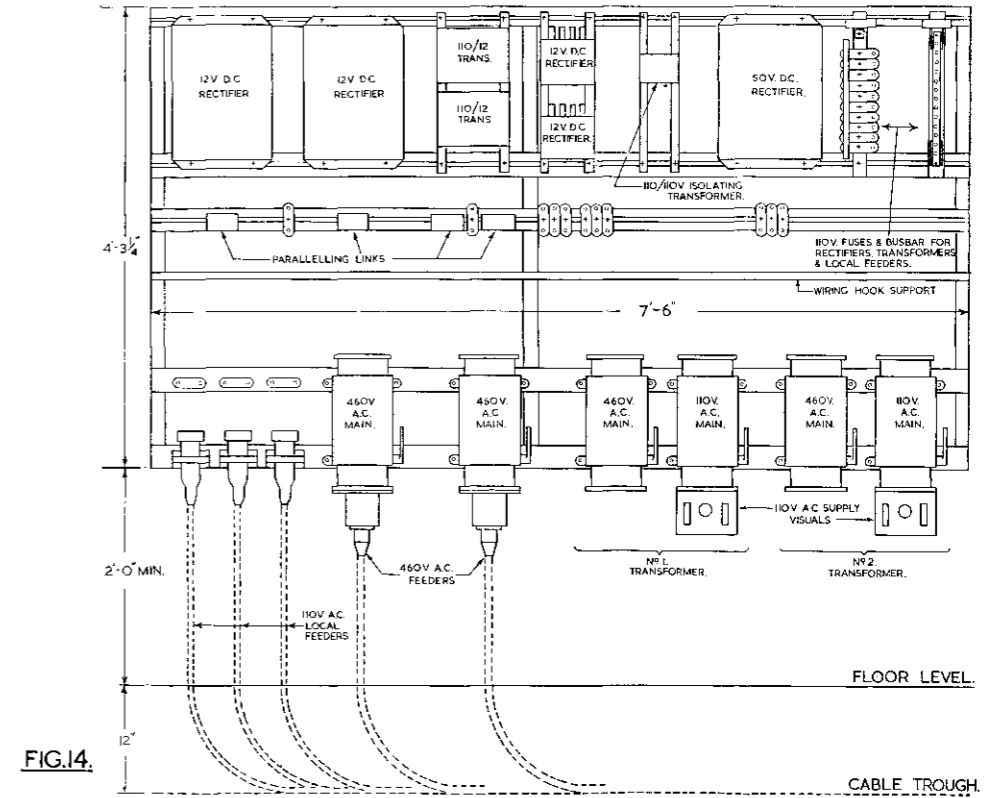 12V. D.C
RECTIFIER
12V. DC
RECTIFIER
110/12
TRANS.
110/12
TRANS
12V. D.C
RECTIFIER
12V. D.C
RECTIFIER
50V. D.C.
RECTIFIER.
110/110V ISOLATING
TRANSFORMER.
4'-3¼"
PARALLELING LINKS
110V. FUSES & BUSBAR FOR
RECTIFIERS, TRANSFORMERS
& LOCAL FEEDERS.
WIRING HOOK SUPPORT
7'-6"
460V
A.C.
MAIN.
460V.
A.C.
MAIN.
460V.
A.C
MAIN.
110V.
A.C.
MAIN.
460V
A.C.
MAIN.
110V.
A.C.
MAIN.
110V A.C SUPPLY
VISUALS
Nº 1.
TRANSFORMER.
Nº 2.
TRANSFORMER.
2'-0" MIN.
460V A.C.
FEEDERS
110V A.C.
LOCAL
FEEDERS
FLOOR LEVEL.
12"
FIG.14.
CABLE TROUGH.